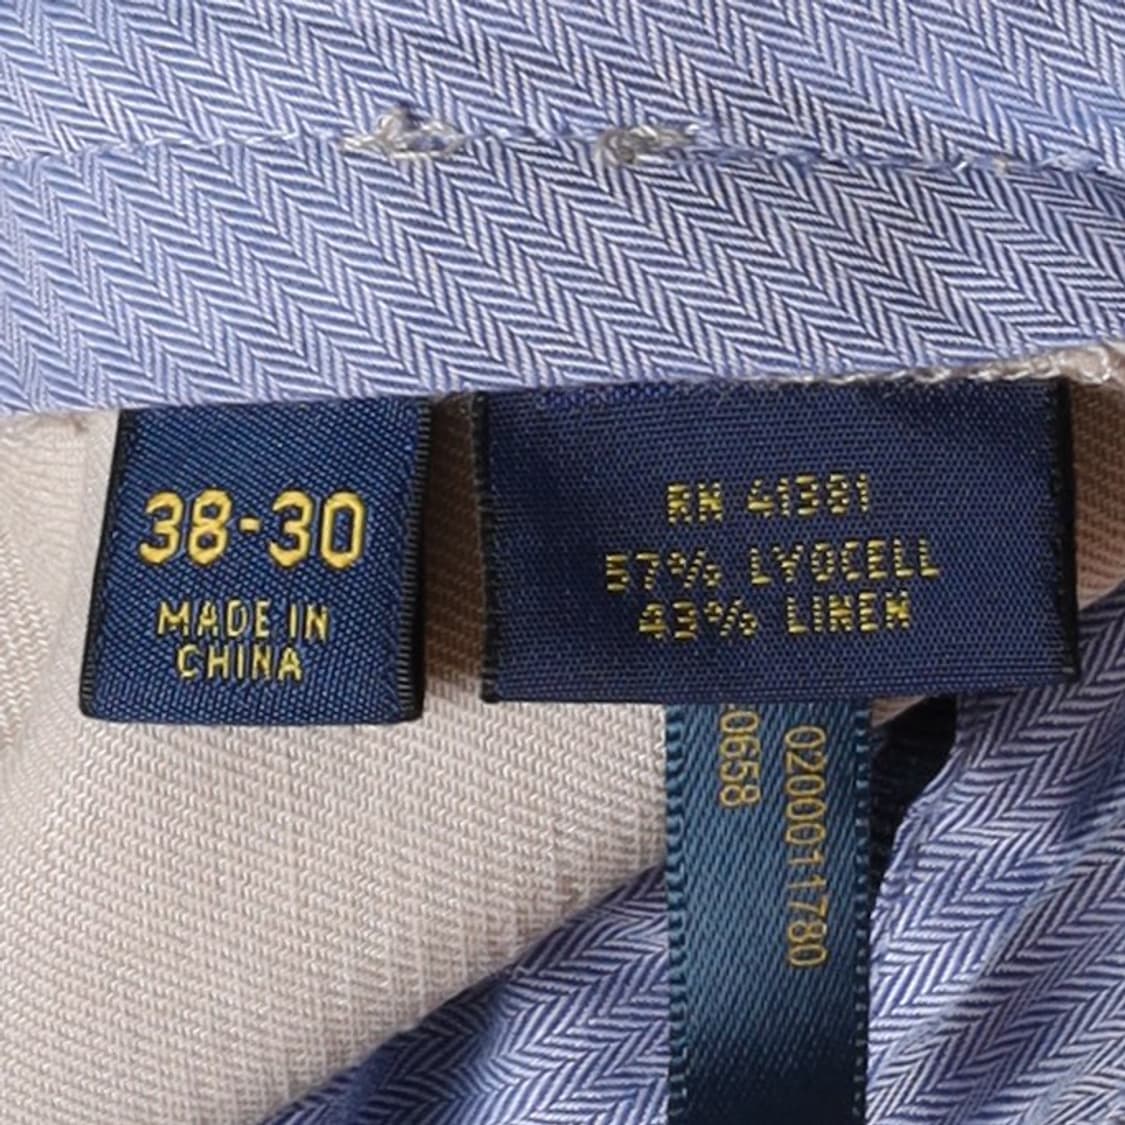 38-30
MADE IN
CHINA
RN 41381
57% LYOCELL
43% LINEN
0200011780
0658